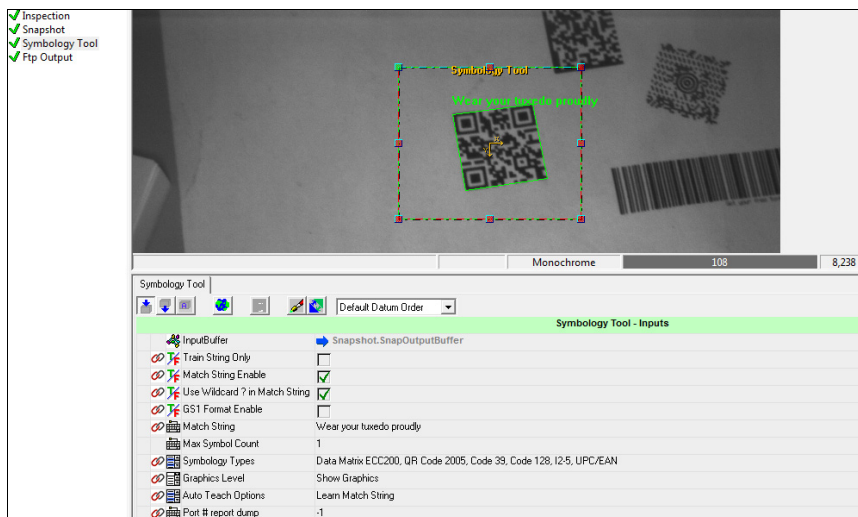 Inspection
Snapshot
Symbology Tool
Ftp Output
Symbology Tool
Wear your tuxedo proudly
Monochrome 108 8,238
Symbology Tool
Default Datum Order
Symbology Tool - Inputs
InputBuffer Snapshot.SnapOutputBuffer
Train String Only
Match String Enable
Use Wildcard ? in Match String
GS1 Format Enable
Match String Wear your tuxedo proudly
Max Symbol Count 1
Symbology Types Data Matrix ECC200, QR Code 2005, Code 39, Code 128, I2-5, UPC/EAN
Graphics Level Show Graphics
Auto Teach Options Learn Match String
Port # report dump -1